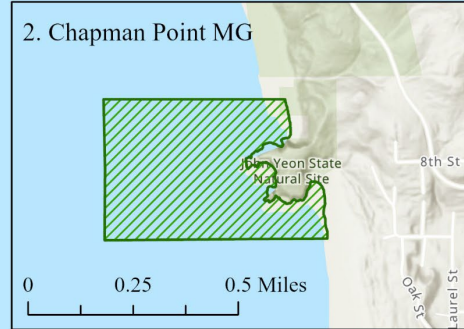 2. Chapman Point MG
John Yeon State
Natural Site
8th St
Oak St
Laurel St
0 0.25 0.5 Miles